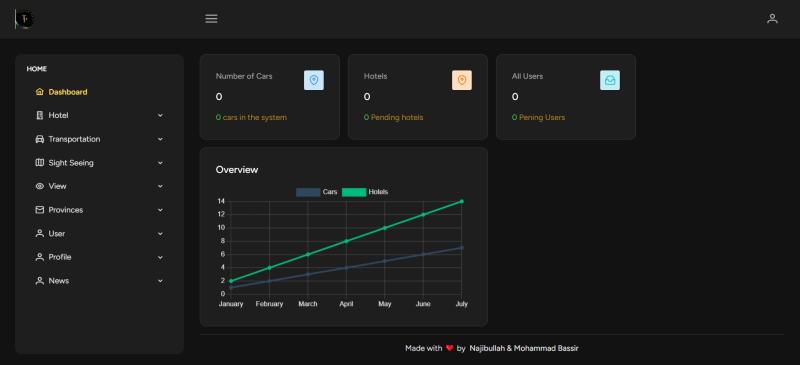 HOME
Dashboard
Hotel
Transportation
Sight Seeing
View
Provinces
User
Profile
News
Number of Cars
0
0 cars in the system
Hotels
0
0 Pending hotels
All Users
0
0 Pening Users
Overview
Cars Hotels
14
12
10
8
6
4
2
0
January February March April May June July
Made with ❤ by Najibullah & Mohammad Bassir